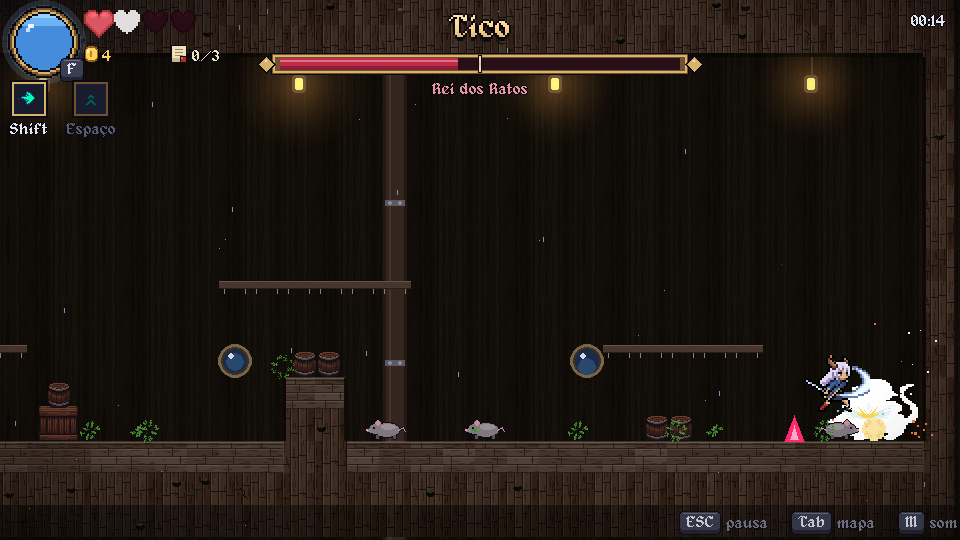 Tico
00:14
4
0/3
F
Rei dos Ratos
Shift
Espaço
ESC pausa
Tab mapa
M som